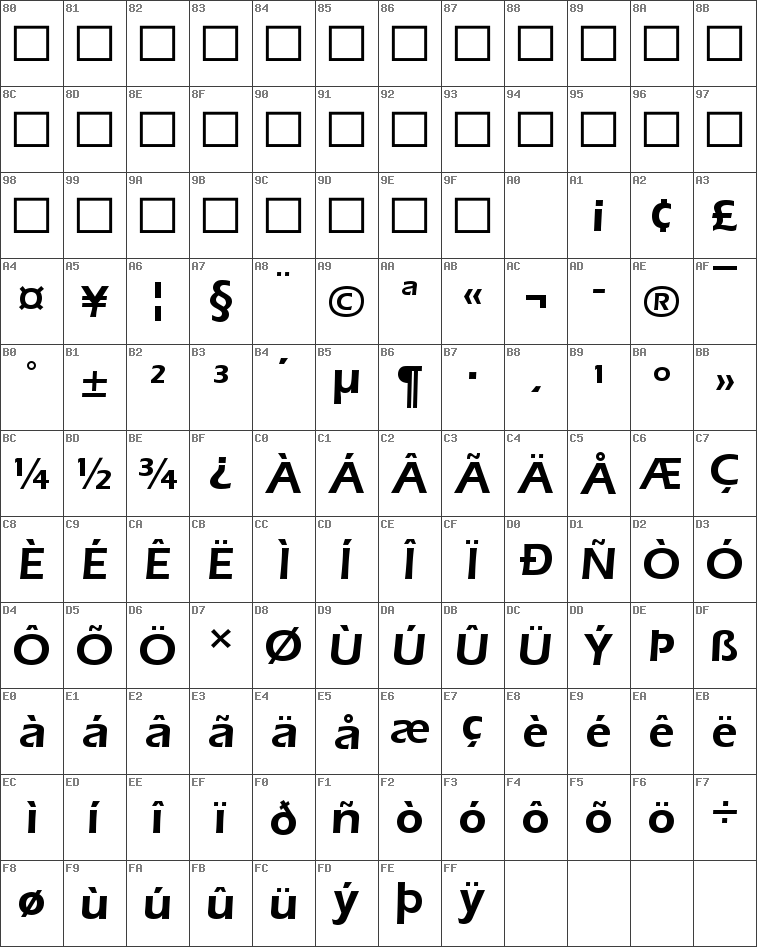 80 81 82 83 84 85 86 87 88 89 8A 8B
□ □ □ □ □ □ □ □ □ □ □ □
8C 8D 8E 8F 90 91 92 93 94 95 96 97
□ □ □ □ □ □ □ □ □ □ □ □
98 99 9A 9B 9C 9D 9E 9F A0 A1 A2 A3
□ □ □ □ □ □ □ □ ¡ ¢ £
A4 A5 A6 A7 A8 A9 AA AB AC AD AE AF
¤ ¥ ¦ § ¨ © ª « ¬ - ® ¯
B0 B1 B2 B3 B4 B5 B6 B7 B8 B9 BA BB
° ± ² ³ ´ µ ¶ · ¸ ¹ º »
BC BD BE BF C0 C1 C2 C3 C4 C5 C6 C7
¼ ½ ¾ ¿ À Á Â Ã Ä Å Æ Ç
C8 C9 CA CB CC CD CE CF D0 D1 D2 D3
È É Ê Ë Ì Í Î Ï Ð Ñ Ò Ó
D4 D5 D6 D7 D8 D9 DA DB DC DD DE DF
Ô Õ Ö × Ø Ù Ú Û Ü Ý Þ ß
E0 E1 E2 E3 E4 E5 E6 E7 E8 E9 EA EB
à á â ã ä å æ ç è é ê ë
EC ED EE EF F0 F1 F2 F3 F4 F5 F6 F7
ì í î ï ð ñ ò ó ô õ ö ÷
F8 F9 FA FB FC FD FE FF
ø ù ú û ü ý þ ÿ